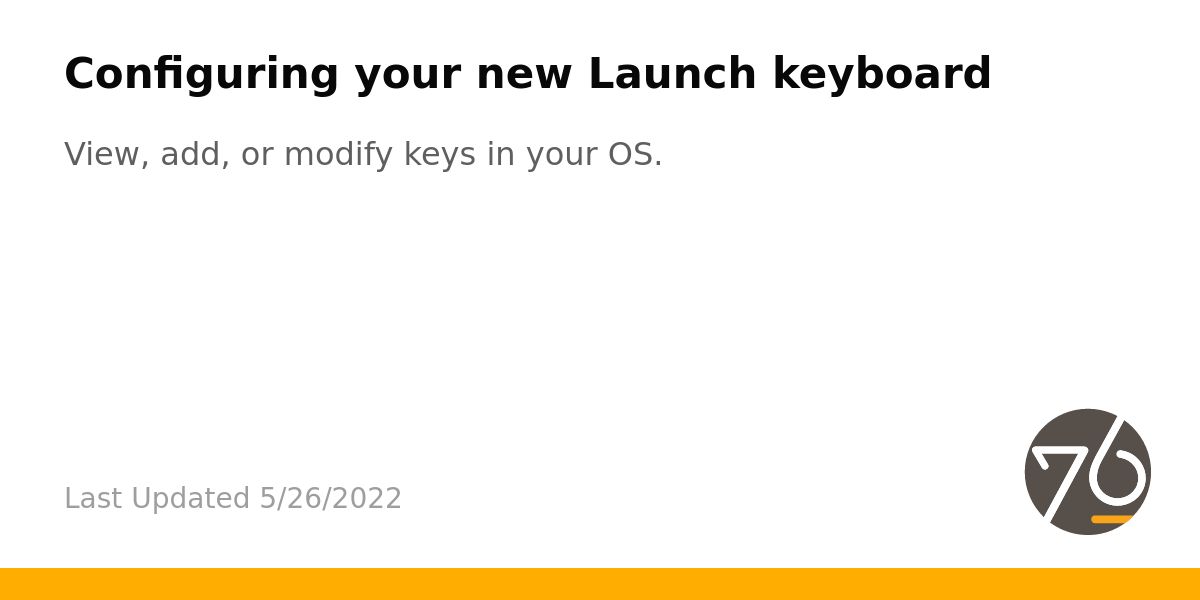 Configuring your new Launch keyboard
View, add, or modify keys in your OS.
Last Updated 5/26/2022
76